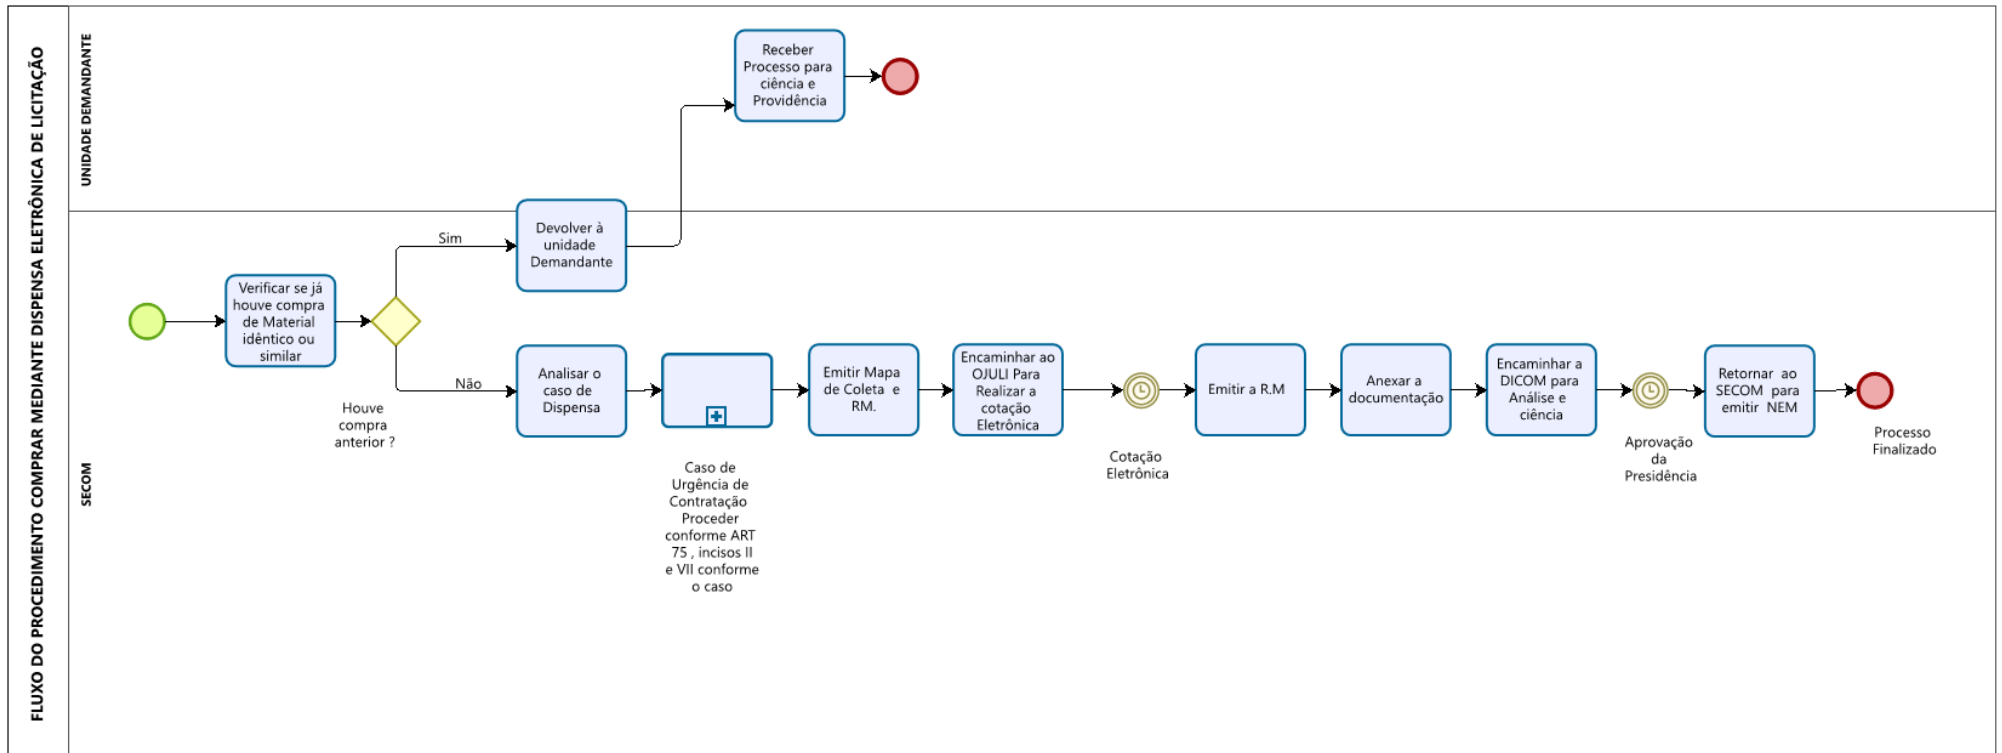 FLUXO DO PROCEDIMENTO COMPRAR MEDIANTE DISPENSA ELETRÔNICA DE LICITAÇÃO
UNIDADE DEMANDANTE
Receber
Processo para
ciência e
Providência
SECOM
Verificar se já
houve compra
de Material
idêntico ou
similar
Houve
compra
anterior ?
Sim
Devolver à
unidade
Demandante
Não
Analisar o
caso de
Dispensa
Caso de
Urgência de
Contratação
Proceder
conforme ART
75 , incisos II
e VII conforme
o caso
Emitir Mapa
de Coleta e
RM.
Encaminhar ao
OJULI Para
Realizar a
cotação
Eletrônica
Cotação
Eletrônica
Emitir a R.M
Anexar a
documentação
Encaminhar a
DICOM para
Análise e
ciência
Aprovação
da
Presidência
Retornar ao
SECOM para
emitir NEM
Processo
Finalizado